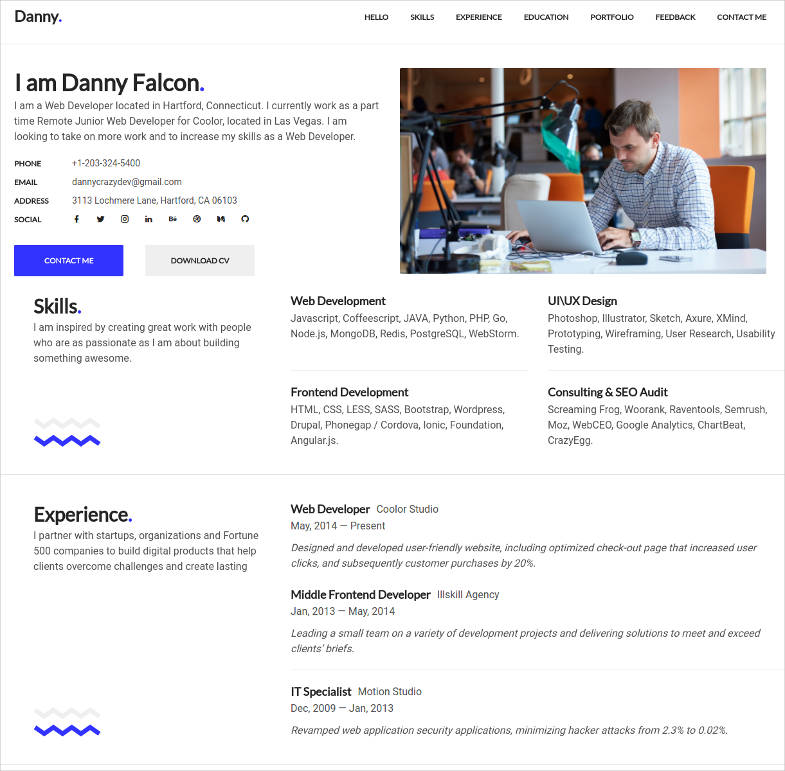 Danny.
HELLO SKILLS EXPERIENCE EDUCATION PORTFOLIO FEEDBACK CONTACT ME
I am Danny Falcon.
I am a Web Developer located in Hartford, Connecticut. I currently work as a part
time Remote Junior Web Developer for Coolor, located in Las Vegas. I am
looking to take on more work and to increase my skills as a Web Developer.
PHONE +1-203-324-5400
EMAIL dannycrazydev@gmail.com
ADDRESS 3113 Lochmere Lane, Hartford, CA 06103
SOCIAL
CONTACT ME DOWNLOAD CV
Skills.
I am inspired by creating great work with people
who are as passionate as I am about building
something awesome.
Web Development
Javascript, Coffeescript, JAVA, Python, PHP, Go,
Node.js, MongoDB, Redis, PostgreSQL, WebStorm.
UI\UX Design
Photoshop, Illustrator, Sketch, Axure, XMind,
Prototyping, Wireframing, User Research, Usability
Testing.
Frontend Development
HTML, CSS, LESS, SASS, Bootstrap, Wordpress,
Drupal, Phonegap / Cordova, Ionic, Foundation,
Angular.js.
Consulting & SEO Audit
Screaming Frog, Woorank, Raventools, Semrush,
Moz, WebCEO, Google Analytics, ChartBeat,
CrazyEgg.
Experience.
I partner with startups, organizations and Fortune
500 companies to build digital products that help
clients overcome challenges and create lasting
Web Developer Coolor Studio
May, 2014 — Present
Designed and developed user-friendly website, including optimized check-out page that increased user
clicks, and subsequently customer purchases by 20%.
Middle Frontend Developer Illskill Agency
Jan, 2013 — May, 2014
Leading a small team on a variety of development projects and delivering solutions to meet and exceed
clients' briefs.
IT Specialist Motion Studio
Dec, 2009 — Jan, 2013
Revamped web application security applications, minimizing hacker attacks from 2.3% to 0.02%.